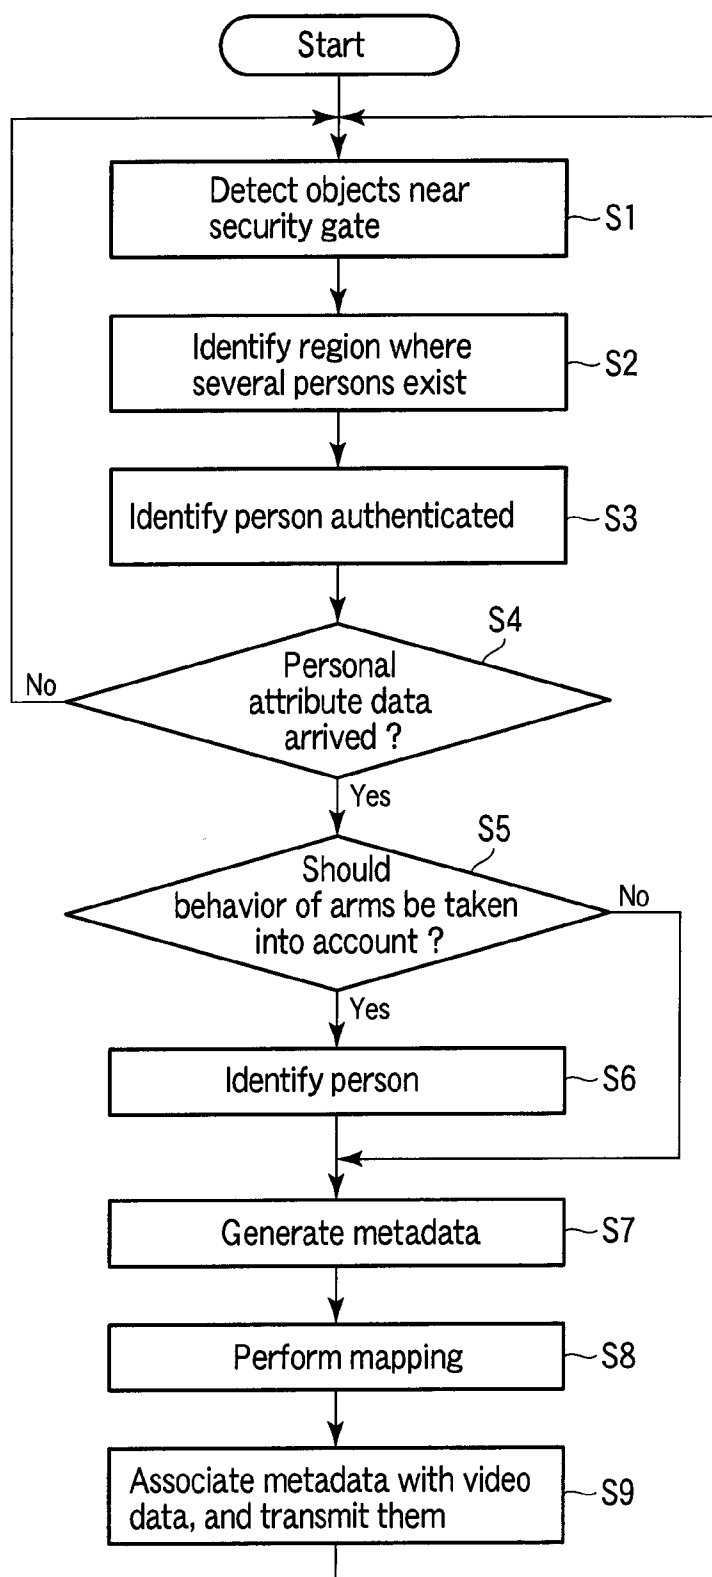 Start
Detect objects near
security gate
S1
Identify region where
several persons exist
S2
Identify person authenticated
S3
S4
Personal
attribute data
arrived ?
No
Yes
S5
Should
behavior of arms be taken
into account ?
No
Yes
Identify person
S6
Generate metadata
S7
Perform mapping
S8
Associate metadata with video
data, and transmit them
S9